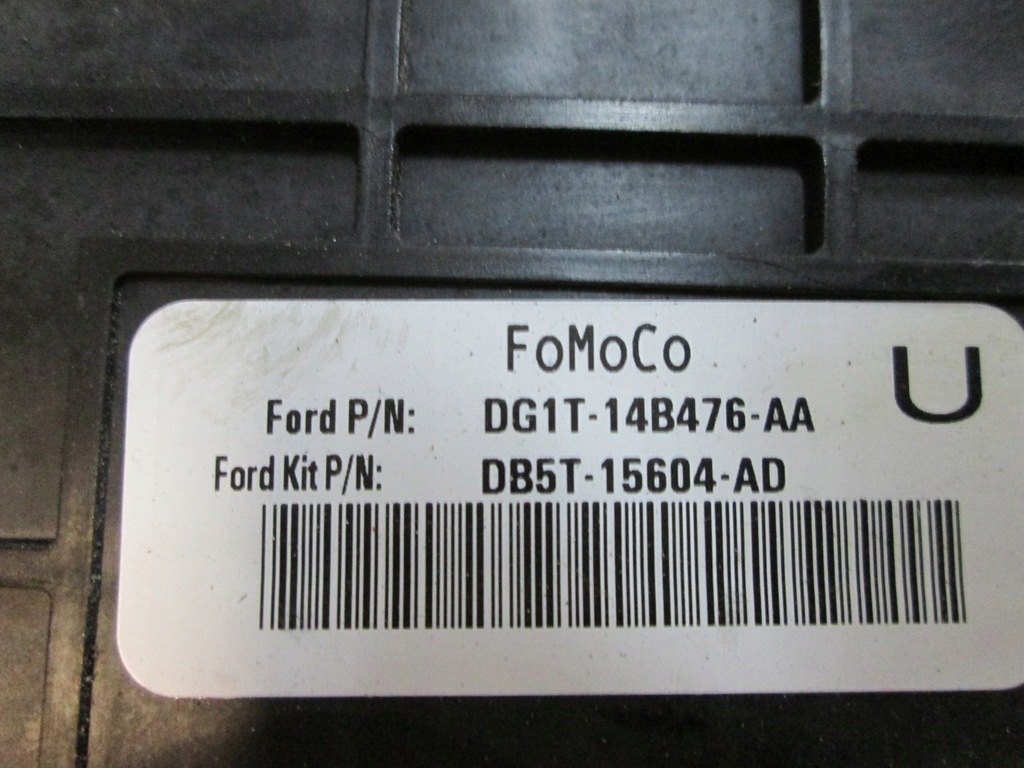 FoMoCo
U
Ford P/N: DG1T-14B476-AA
Ford Kit P/N: DB5T-15604-AD